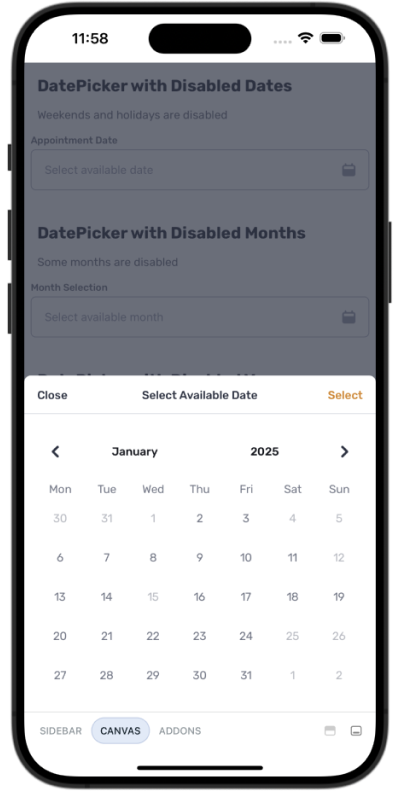 11:58
DatePicker with Disabled Dates
Weekends and holidays are disabled
Appointment Date
Select available date
DatePicker with Disabled Months
Some months are disabled
Month Selection
Select available month
Close Select Available Date Select
January 2025
Mon Tue Wed Thu Fri Sat Sun
30 31 1 2 3 4 5
6 7 8 9 10 11 12
13 14 15 16 17 18 19
20 21 22 23 24 25 26
27 28 29 30 31 1 2
SIDEBAR CANVAS ADDONS